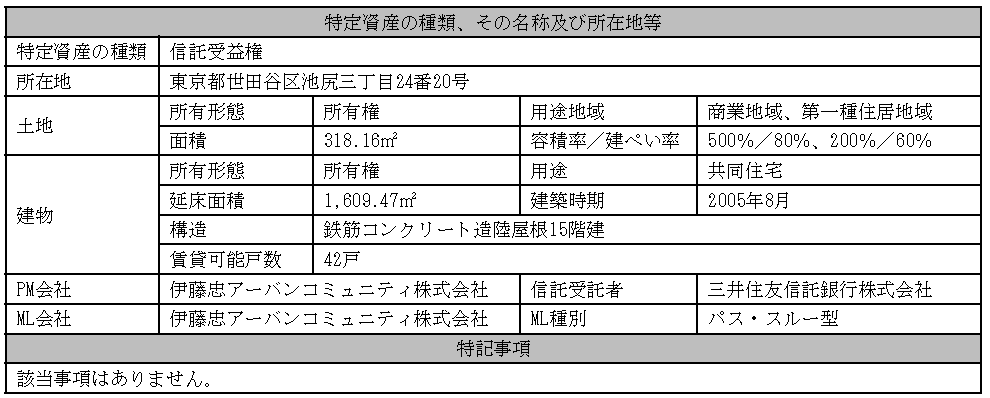 特定資産の種類、その名称及び所在地等
特定資産の種類 信託受益権
所在地 東京都世田谷区池尻三丁目24番20号
土地 所有形態 所有権 用途地域 商業地域、第一種住居地域
面積 318.16㎡ 容積率／建ぺい率 500%／80%、200%／60%
建物 所有形態 所有権 用途 共同住宅
延床面積 1,609.47㎡ 建築時期 2005年8月
構造 鉄筋コンクリート造陸屋根15階建
賃貸可能戸数 42戸
PM会社 伊藤忠アーバンコミュニティ株式会社 信託受託者 三井住友信託銀行株式会社
ML会社 伊藤忠アーバンコミュニティ株式会社 ML種別 パス・スルー型
特記事項
該当事項はありません。